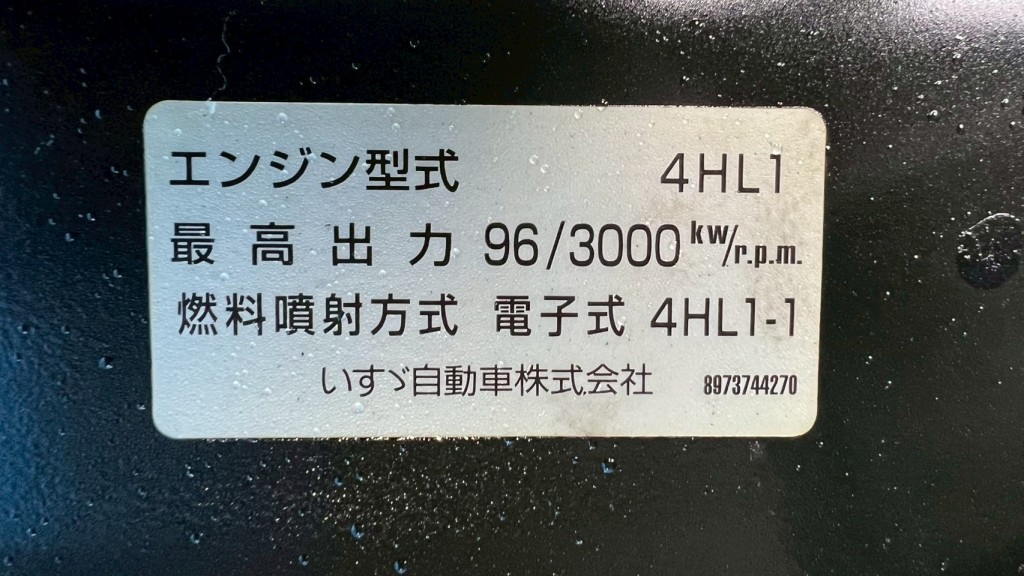 エンジン型式 4HL1
最高出力 96/3000 kw/r.p.m.
燃料噴射方式 電子式 4HL1-1
いすゞ自動車株式会社 8973744270